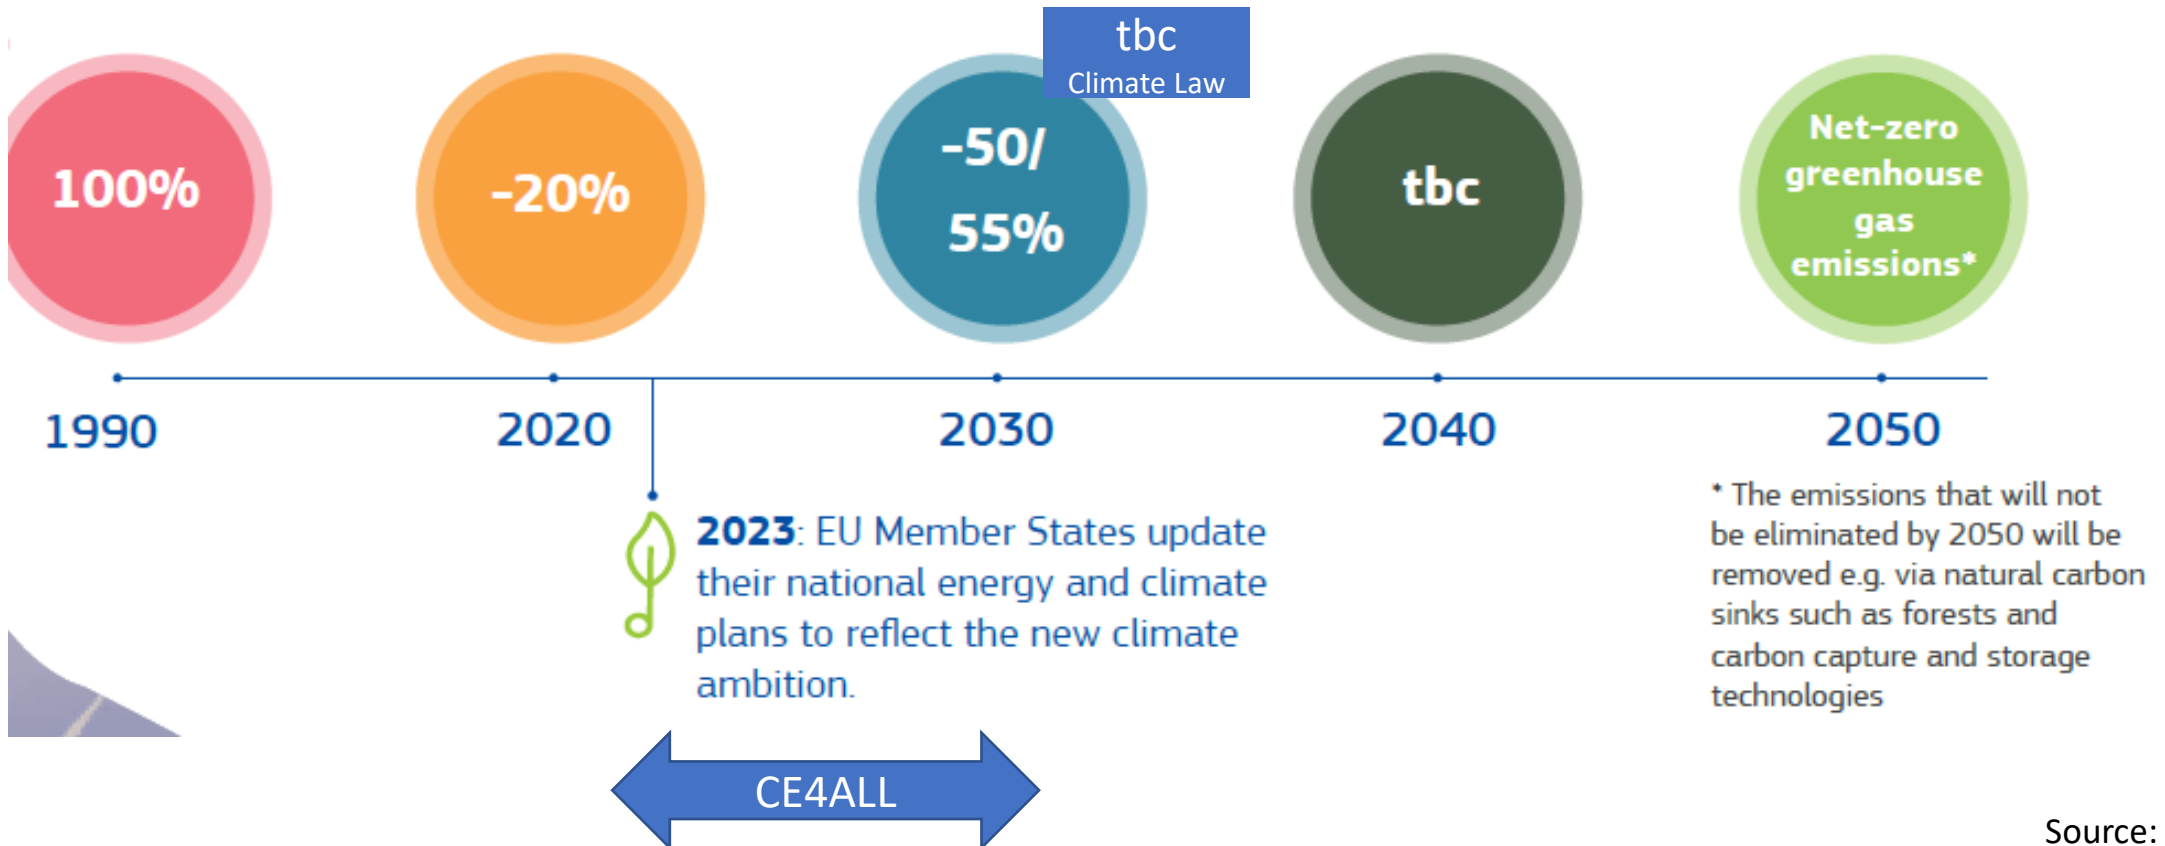 tbc
Climate Law
100%
-20%
-50/
55%
tbc
Net-zero
greenhouse
gas
emissions*
1990
2020
2030
2040
2050
2023: EU Member States update
their national energy and climate
plans to reflect the new climate
ambition.
* The emissions that will not
be eliminated by 2050 will be
removed e.g. via natural carbon
sinks such as forests and
carbon capture and storage
technologies
CE4ALL
Source: